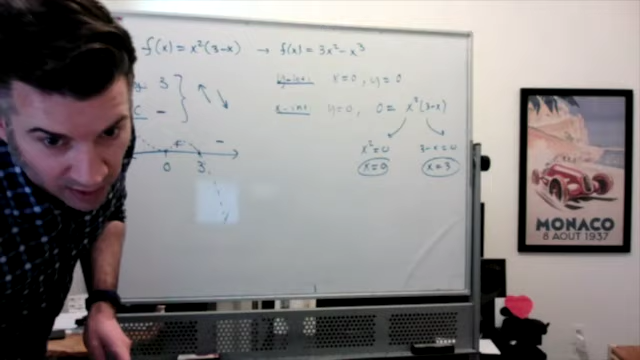 f(x) = x²(3-x) → f(x) = 3x² - x³
3
y-int: x=0, y=0
C -
x-int: y=0, 0 = x²(3-x)
x²=0 3-x=0
x=0 x=3
+ -
0 3
MONACO
8 AOUT 1937